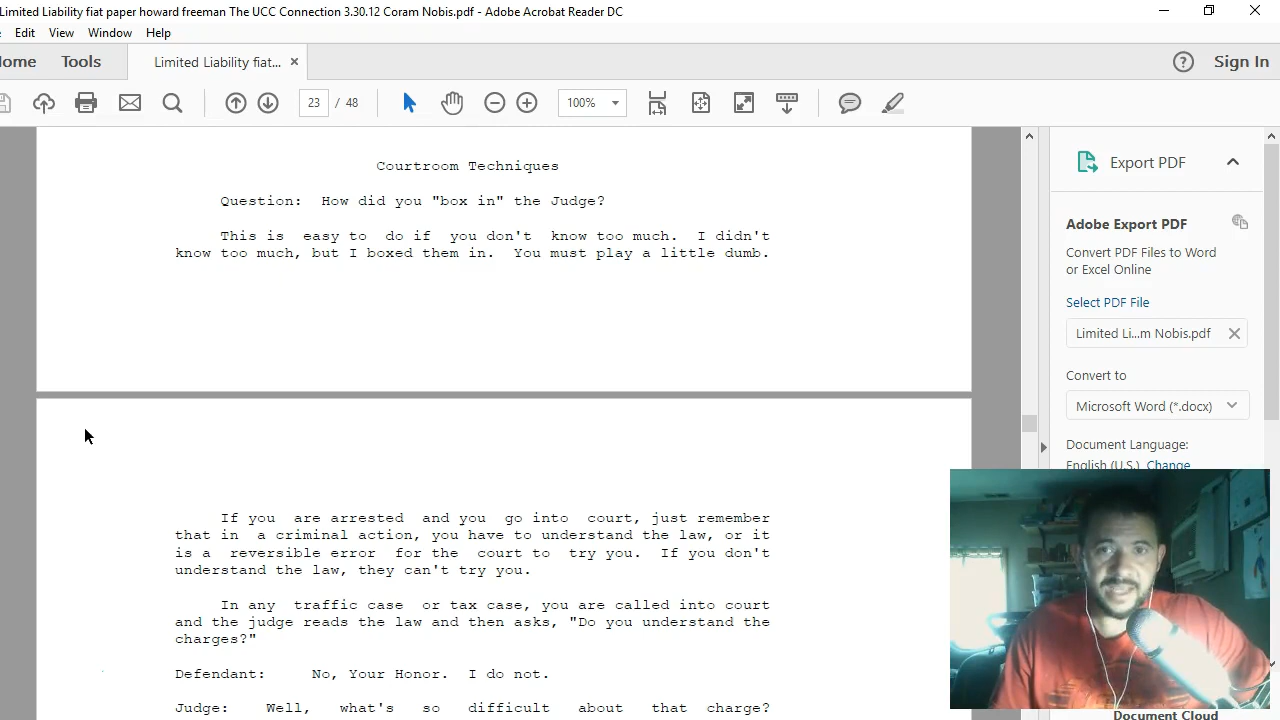 Limited Liability fiat paper howard freeman The UCC Connection 3.30.12 Coram Nobis.pdf - Adobe Acrobat Reader DC
Edit View Window Help
Home Tools Limited Liability fiat... × Sign In
23 / 48 100%
Courtroom Techniques
Question: How did you "box in" the Judge?
This is easy to do if you don't know too much. I didn't
know too much, but I boxed them in. You must play a little dumb.
If you are arrested and you go into court, just remember
that in a criminal action, you have to understand the law, or it
is a reversible error for the court to try you. If you don't
understand the law, they can't try you.
In any traffic case or tax case, you are called into court
and the judge reads the law and then asks, "Do you understand the
charges?"
Defendant: No, Your Honor. I do not.
Judge: Well, what's so difficult about that charge?
Export PDF
Adobe Export PDF
Convert PDF Files to Word
or Excel Online
Select PDF File
Limited Li...m Nobis.pdf
Convert to
Microsoft Word (*.docx)
Document Language:
English (U.S.) Change
Document Cloud